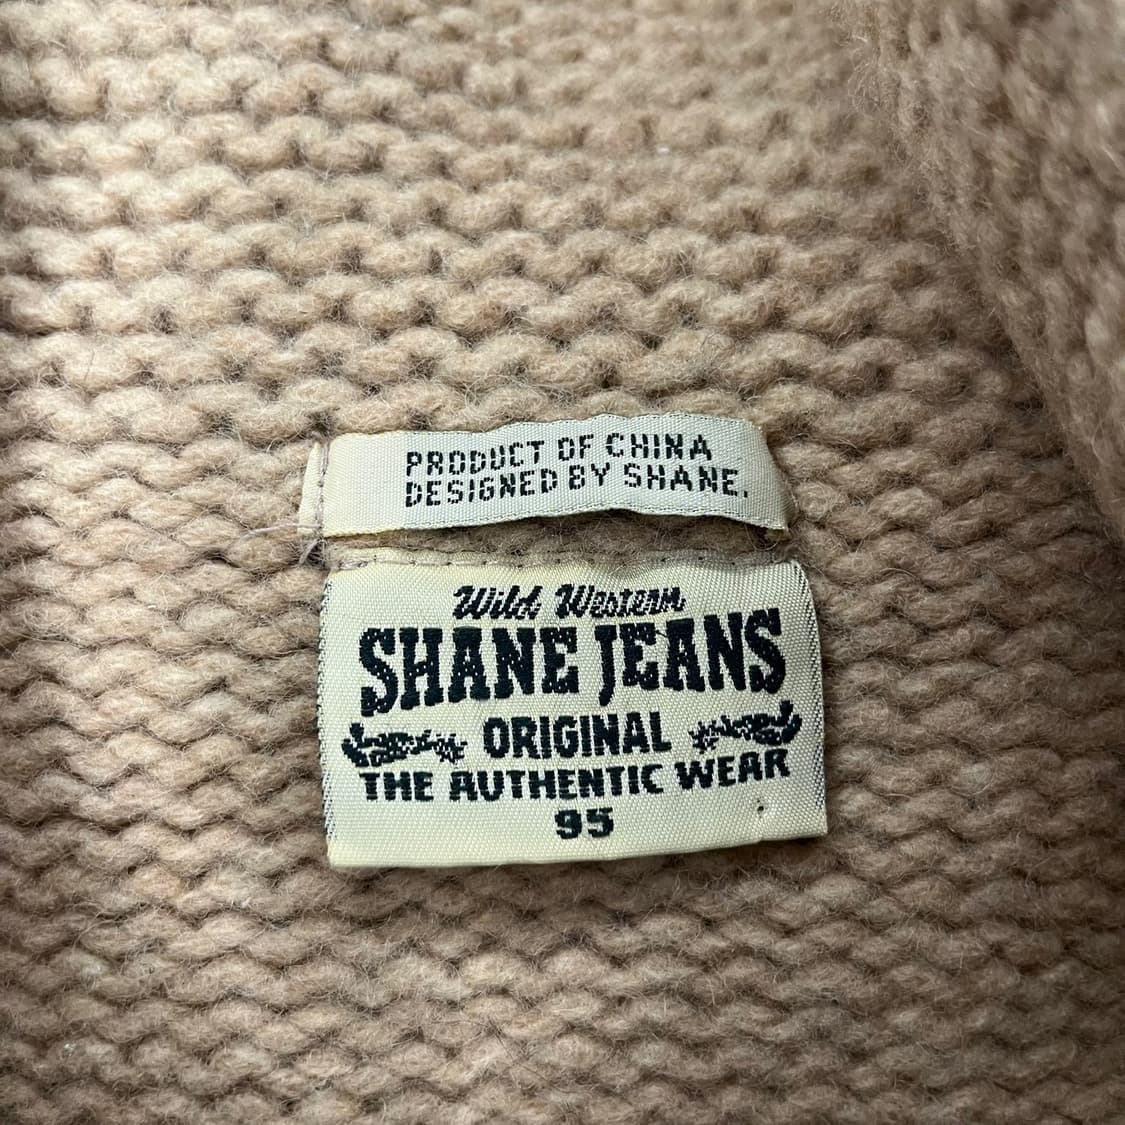 PRODUCT OF CHINA
DESIGNED BY SHANE.
Wild Western
SHANE JEANS
ORIGINAL
THE AUTHENTIC WEAR
95